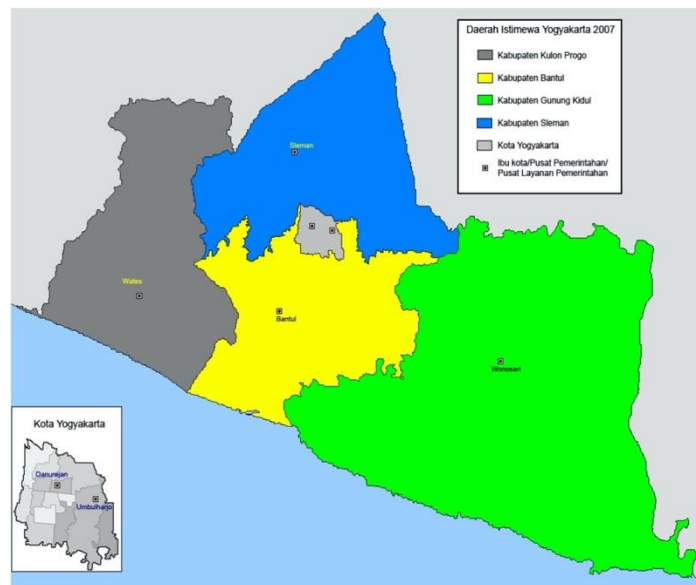 Daerah Istimewa Yogyakarta 2007
Kabupaten Kulon Progo
Kabupaten Bantul
Kabupaten Gunung Kidul
Kabupaten Sleman
Kota Yogyakarta
Ibu kota/Pusat Pemerintahan/
Pusat Layanan Pemerintahan
Sleman
Wates
Bantul
Wonosari
Kota Yogyakarta
Danurejan
Umbulharjo